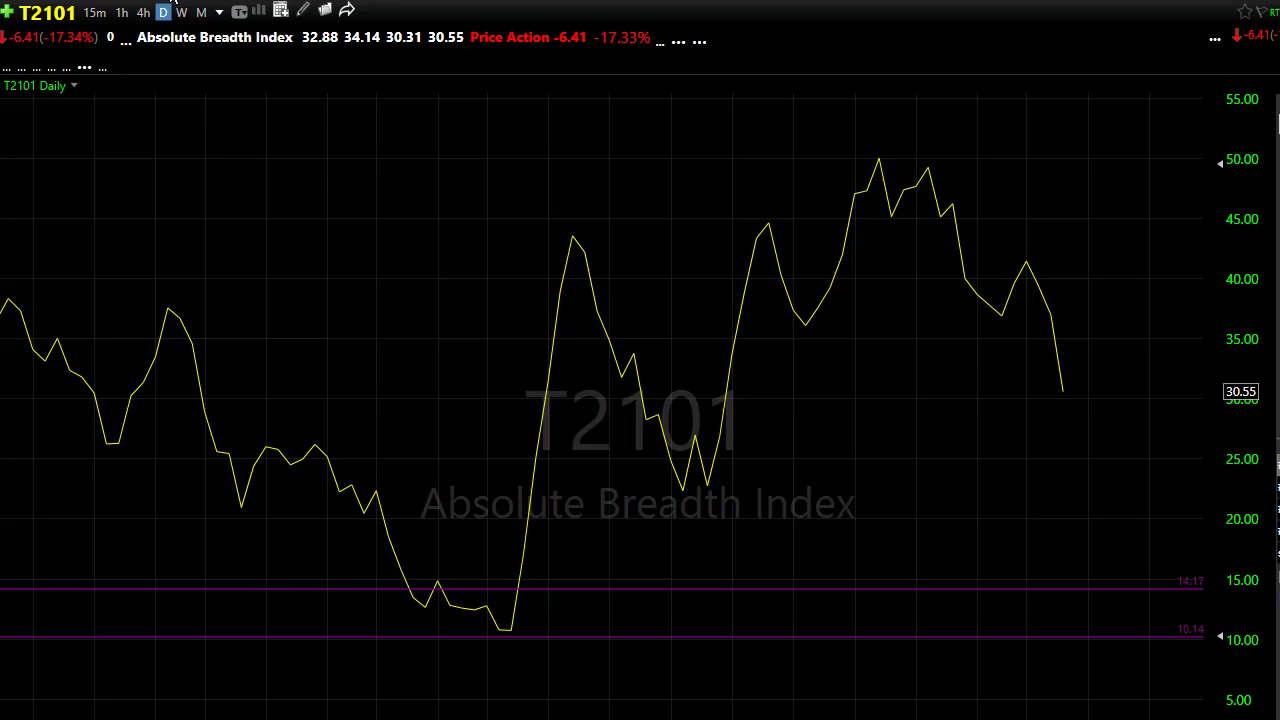 T2101 15m 1h 4h D W M T RT
-6.41(-17.34%) 0 ... Absolute Breadth Index 32.88 34.14 30.31 30.55 Price Action -6.41 -17.33% ... ... ... ... -6.41(-
... ... ... ... ... ... ...
T2101 Daily
55.00
50.00
45.00
40.00
35.00
30.55
30.00
T2101
25.00
Absolute Breadth Index
20.00
14.17
15.00
10.14
10.00
5.00